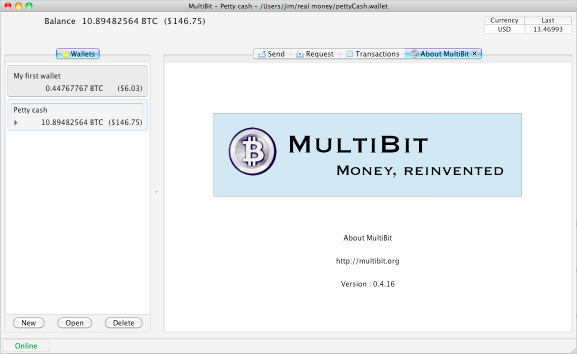 MultiBit - Petty cash - /Users/jim/real money/pettyCash.wallet
Balance 10.89482564 BTC ($146.75)
Currency Last
USD 13.46993
Wallets
Send Request Transactions About MultiBit
My first wallet
0.44767767 BTC ($6.03)
Petty cash
10.89482564 BTC ($146.75)
MULTIBIT
MONEY, REINVENTED
About MultiBit
http://multibit.org
Version : 0.4.16
New Open Delete
Online